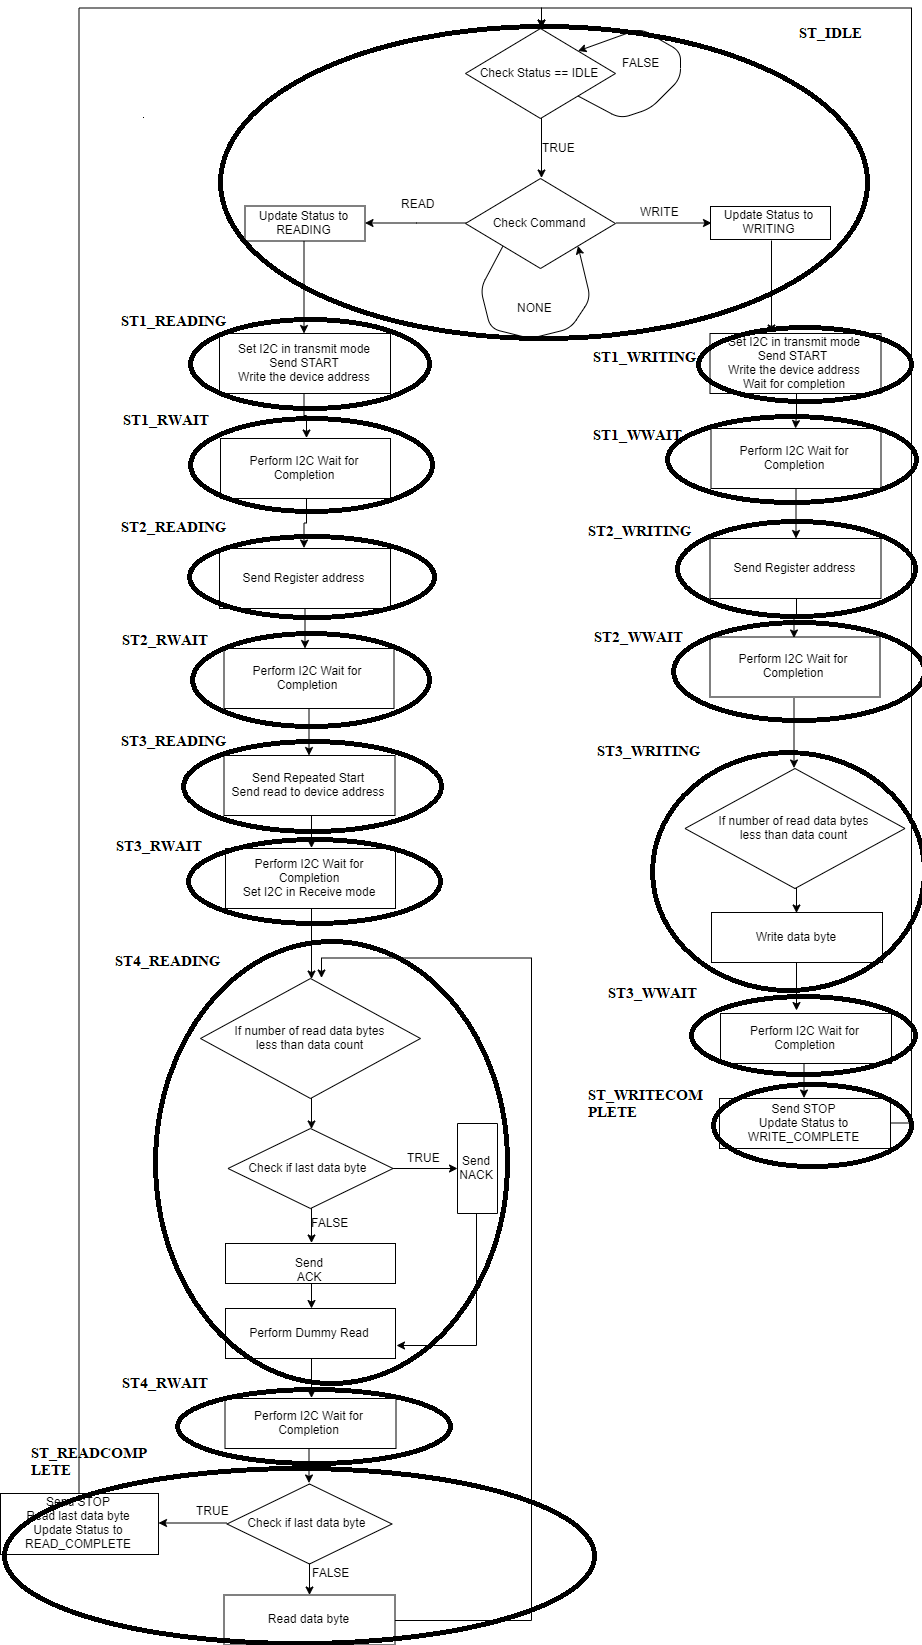 ST_IDLE
Check Status == IDLE
FALSE
TRUE
READ
Check Command
WRITE
Update Status to
READING
Update Status to
WRITING
NONE
ST1_READING
Set I2C in transmit mode
Send START
Write the device address
ST1_WRITING
Set I2C in transmit mode
Send START
Write the device address
Wait for completion
ST1_RWAIT
Perform I2C Wait for
Completion
ST1_WWAIT
Perform I2C Wait for
Completion
ST2_READING
Send Register address
ST2_WRITING
Send Register address
ST2_RWAIT
Perform I2C Wait for
Completion
ST2_WWAIT
Perform I2C Wait for
Completion
ST3_READING
Send Repeated Start
Send read to device address
ST3_WRITING
If number of read data bytes
less than data count
Write data byte
ST3_RWAIT
Perform I2C Wait for
Completion
Set I2C in Receive mode
ST3_WWAIT
Perform I2C Wait for
Completion
ST_WRITECOM
PLETE
Send STOP
Update Status to
WRITE_COMPLETE
ST4_READING
If number of read data bytes
less than data count
Check if last data byte
TRUE
Send
NACK
FALSE
Send
ACK
Perform Dummy Read
ST4_RWAIT
Perform I2C Wait for
Completion
ST_READCOMP
LETE
Send STOP
Read last data byte
Update Status to
READ_COMPLETE
TRUE
Check if last data byte
FALSE
Read data byte